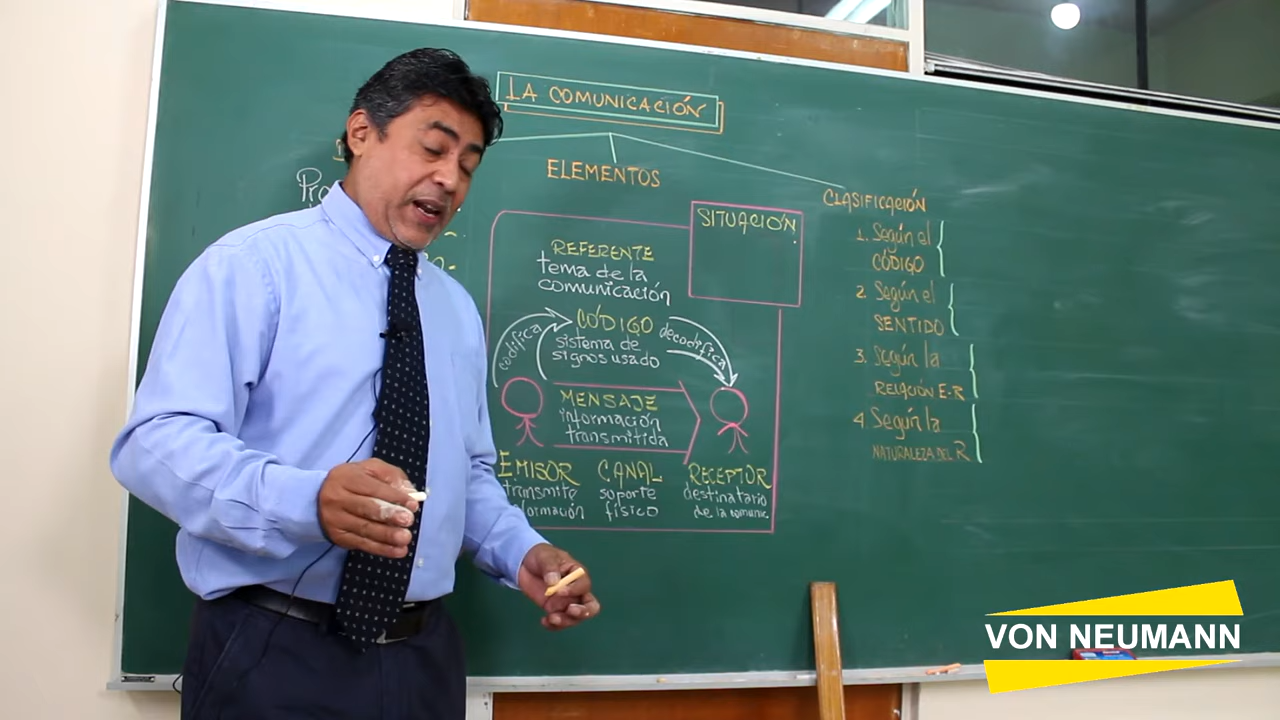 LA COMUNICACIÓN
ELEMENTOS
SITUACIÓN
REFERENTE
tema de la
comunicación
codifica
CÓDIGO
decodifica
sistema de
signos usado
MENSAJE
información
transmitida
EMISOR
transmite
CANAL
soporte
físico
RECEPTOR
destinatario
de la comunic.
CLASIFICACIÓN
1. Según el
CÓDIGO
2 Según el
SENTIDO
3. Según la
RELACIÓN E-R
4 Según la
NATURALEZA DEL R
VON NEUMANN